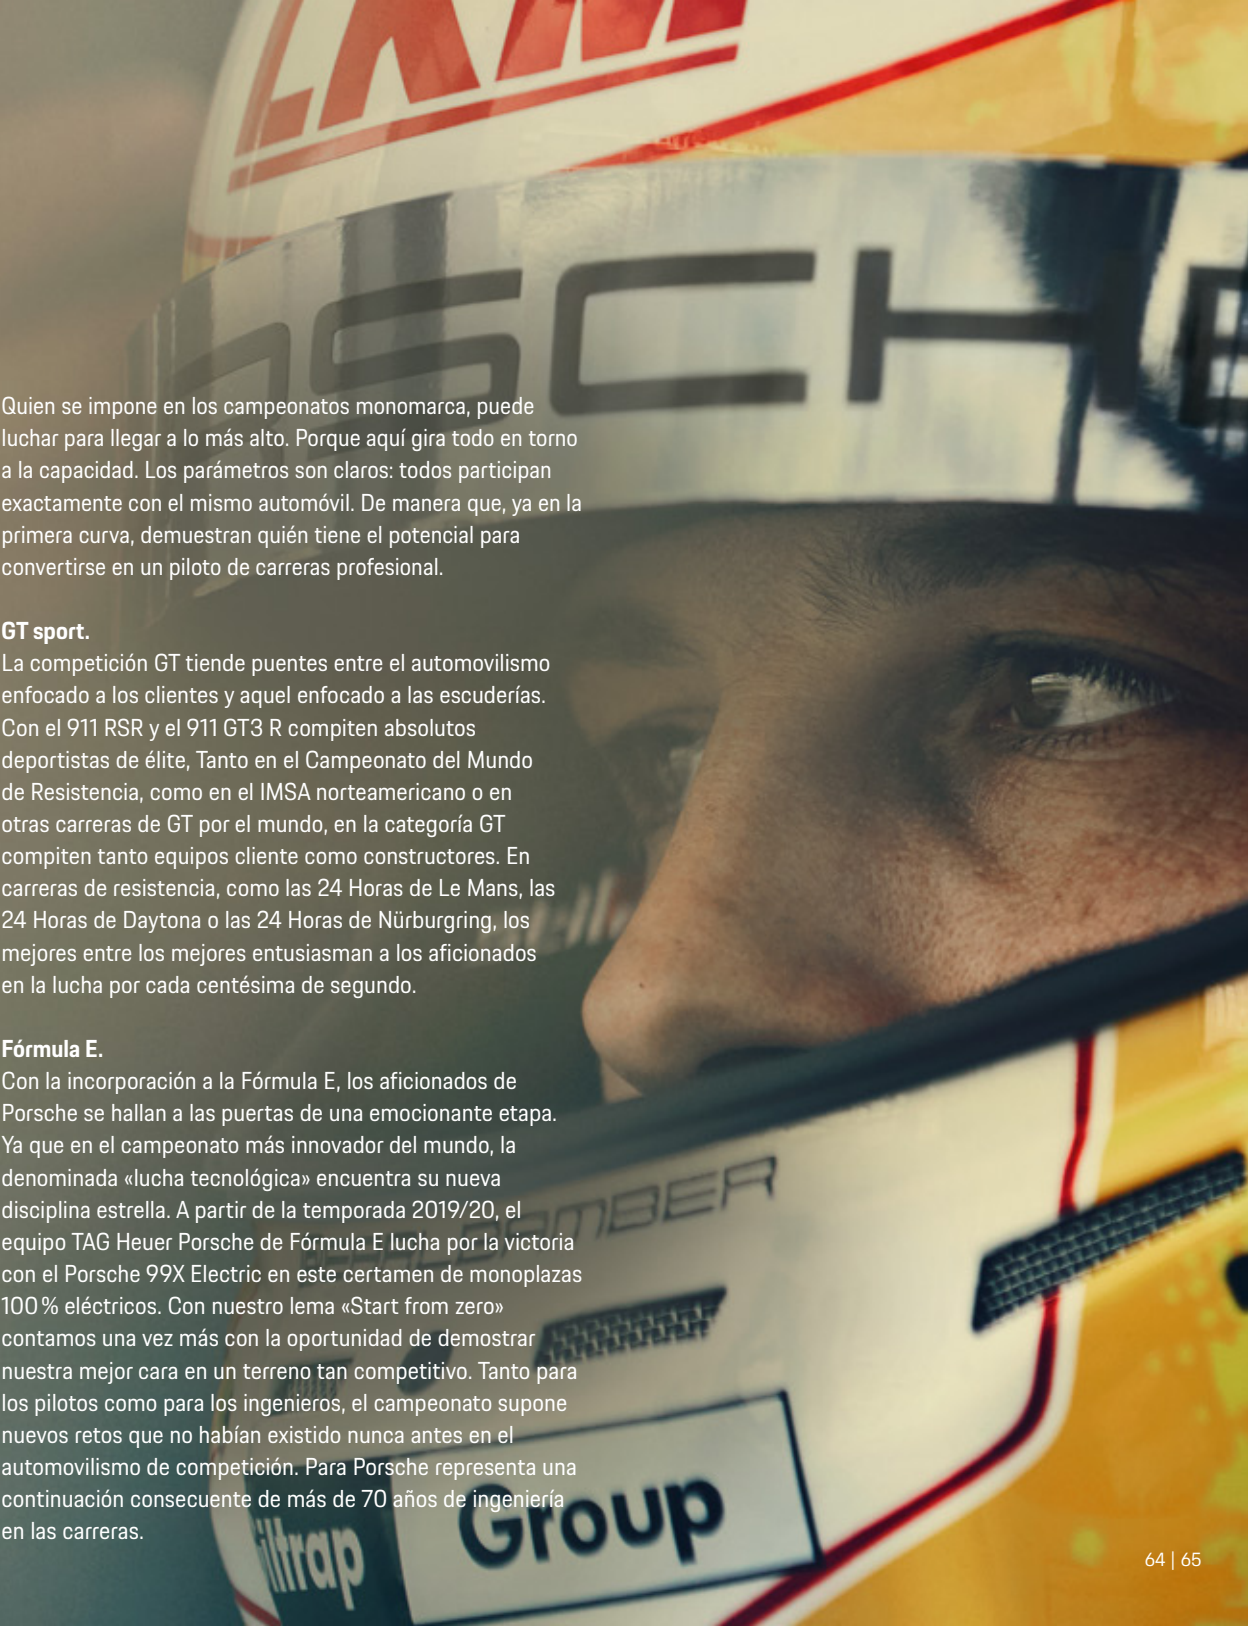 Quien se impone en los campeonatos monomarca, puede
luchar para llegar a lo más alto. Porque aquí gira todo en torno
a la capacidad. Los parámetros son claros: todos participan
exactamente con el mismo automóvil. De manera que, ya en la
primera curva, demuestran quién tiene el potencial para
convertirse en un piloto de carreras profesional.
GT sport.
La competición GT tiende puentes entre el automovilismo
enfocado a los clientes y aquel enfocado a las escuderías.
Con el 911 RSR y el 911 GT3 R compiten absolutos
deportistas de élite, Tanto en el Campeonato del Mundo
de Resistencia, como en el IMSA norteamericano o en
otras carreras de GT por el mundo, en la categoría GT
compiten tanto equipos cliente como constructores. En
carreras de resistencia, como las 24 Horas de Le Mans, las
24 Horas de Daytona o las 24 Horas de Nürburgring, los
mejores entre los mejores entusiasman a los aficionados
en la lucha por cada centésima de segundo.
Fórmula E.
Con la incorporación a la Fórmula E, los aficionados de
Porsche se hallan a las puertas de una emocionante etapa.
Ya que en el campeonato más innovador del mundo, la
denominada «lucha tecnológica» encuentra su nueva
disciplina estrella. A partir de la temporada 2019/20, el
equipo TAG Heuer Porsche de Fórmula E lucha por la victoria
con el Porsche 99X Electric en este certamen de monoplazas
100 % eléctricos. Con nuestro lema «Start from zero»
contamos una vez más con la oportunidad de demostrar
nuestra mejor cara en un terreno tan competitivo. Tanto para
los pilotos como para los ingenieros, el campeonato supone
nuevos retos que no habían existido nunca antes en el
automovilismo de competición. Para Porsche representa una
continuación consecuente de más de 70 años de ingeniería
en las carreras.
RSCHE
Group
64 | 65